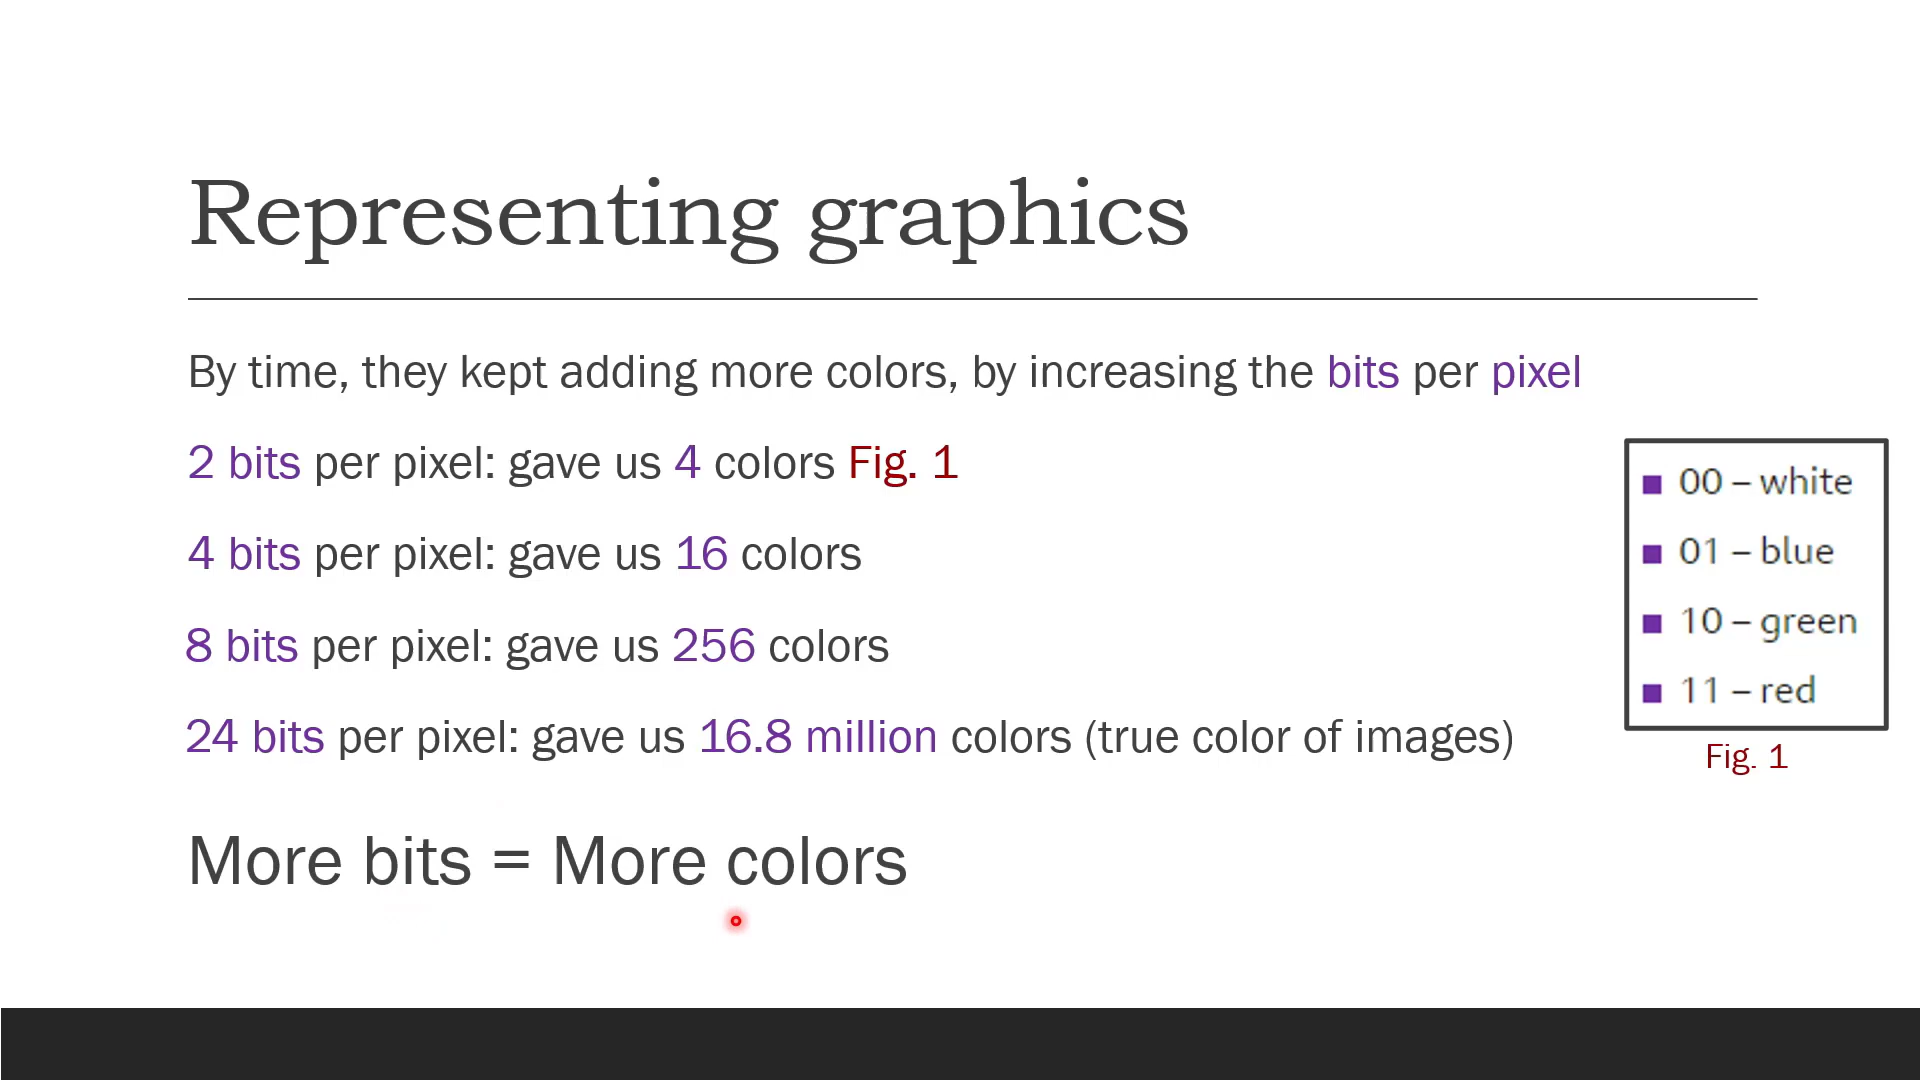 Representing graphics
By time, they kept adding more colors, by increasing the bits per pixel
2 bits per pixel: gave us 4 colors Fig. 1
4 bits per pixel: gave us 16 colors
8 bits per pixel: gave us 256 colors
24 bits per pixel: gave us 16.8 million colors (true color of images)
More bits = More colors
00 – white
01 – blue
10 – green
11 – red
Fig. 1